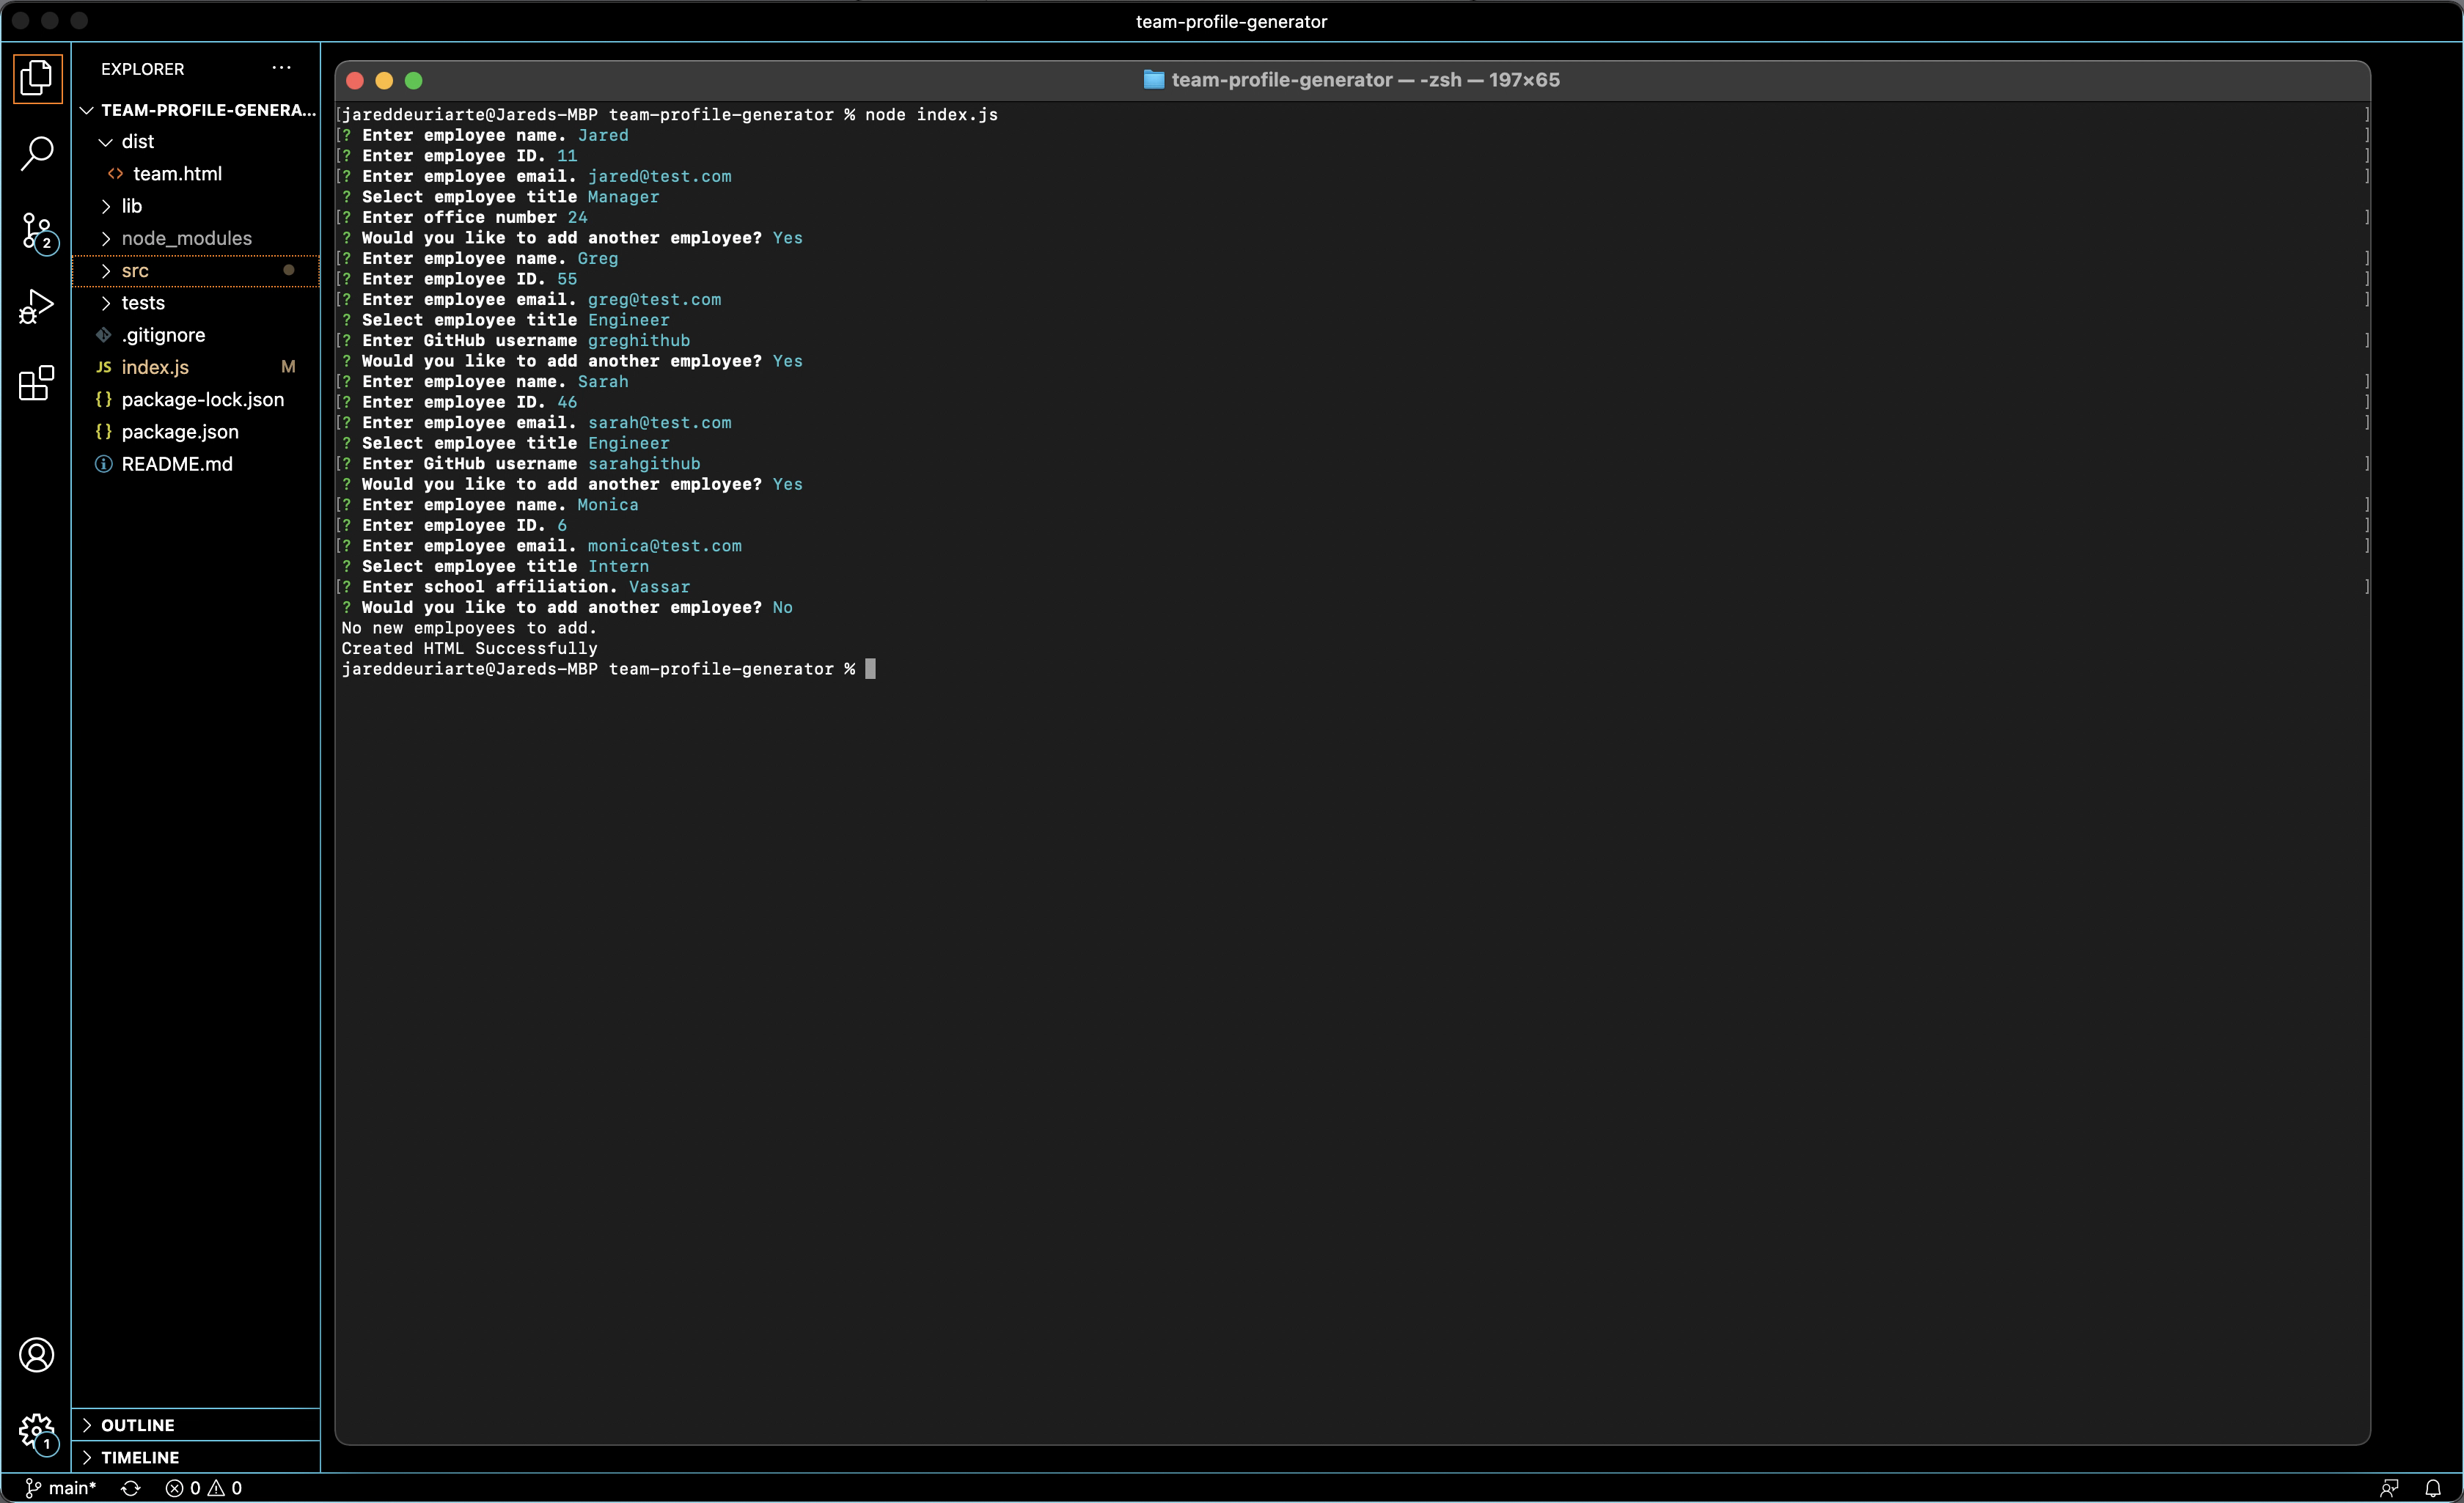 team-profile-generator
EXPLORER ...
TEAM-PROFILE-GENERA...
dist
<> team.html
lib
node_modules
src
tests
.gitignore
JS index.js M
{} package-lock.json
{} package.json
README.md
2
1
OUTLINE
TIMELINE
main* 0 0
team-profile-generator — -zsh — 197×65
[jareddeuriarte@Jareds-MBP team-profile-generator % node index.js ]
[? Enter employee name. Jared ]
[? Enter employee ID. 11 ]
[? Enter employee email. jared@test.com ]
? Select employee title Manager
[? Enter office number 24 ]
? Would you like to add another employee? Yes
[? Enter employee name. Greg ]
[? Enter employee ID. 55 ]
[? Enter employee email. greg@test.com ]
? Select employee title Engineer
[? Enter GitHub username greghithub ]
? Would you like to add another employee? Yes
[? Enter employee name. Sarah ]
[? Enter employee ID. 46 ]
[? Enter employee email. sarah@test.com ]
? Select employee title Engineer
[? Enter GitHub username sarahgithub ]
? Would you like to add another employee? Yes
[? Enter employee name. Monica ]
[? Enter employee ID. 6 ]
[? Enter employee email. monica@test.com ]
? Select employee title Intern
[? Enter school affiliation. Vassar ]
? Would you like to add another employee? No
No new emplpoyees to add.
Created HTML Successfully
jareddeuriarte@Jareds-MBP team-profile-generator %